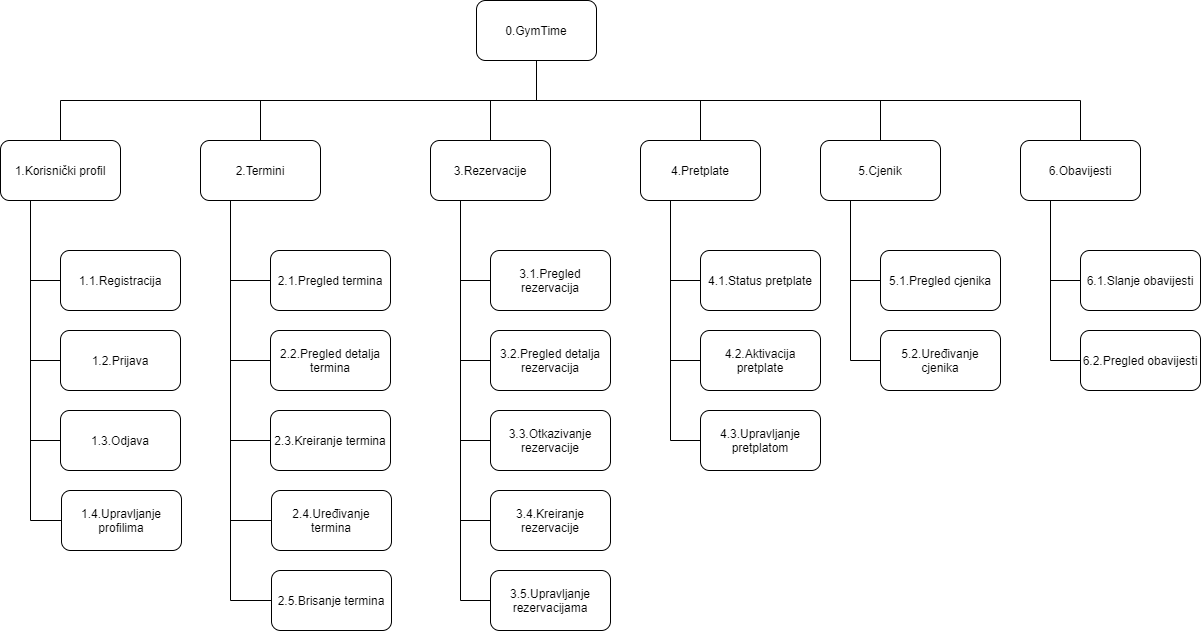 0.GymTime
1.Korisnički profil
2.Termini
3.Rezervacije
4.Pretplate
5.Cjenik
6.Obavijesti
1.1.Registracija
1.2.Prijava
1.3.Odjava
1.4.Upravljanje
profilima
2.1.Pregled termina
2.2.Pregled detalja
termina
2.3.Kreiranje termina
2.4.Uređivanje
termina
2.5.Brisanje termina
3.1.Pregled
rezervacija
3.2.Pregled detalja
rezervacija
3.3.Otkazivanje
rezervacije
3.4.Kreiranje
rezervacije
3.5.Upravljanje
rezervacijama
4.1.Status pretplate
4.2.Aktivacija
pretplate
4.3.Upravljanje
pretplatom
5.1.Pregled cjenika
5.2.Uređivanje
cjenika
6.1.Slanje obavijesti
6.2.Pregled obavijesti